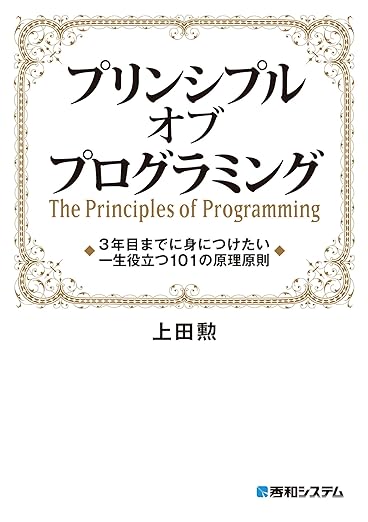 プリンシプル
オブ
プログラミング
The Principles of Programming
3年目までに身につけたい
一生役立つ101の原理原則
上田勲
秀和システム